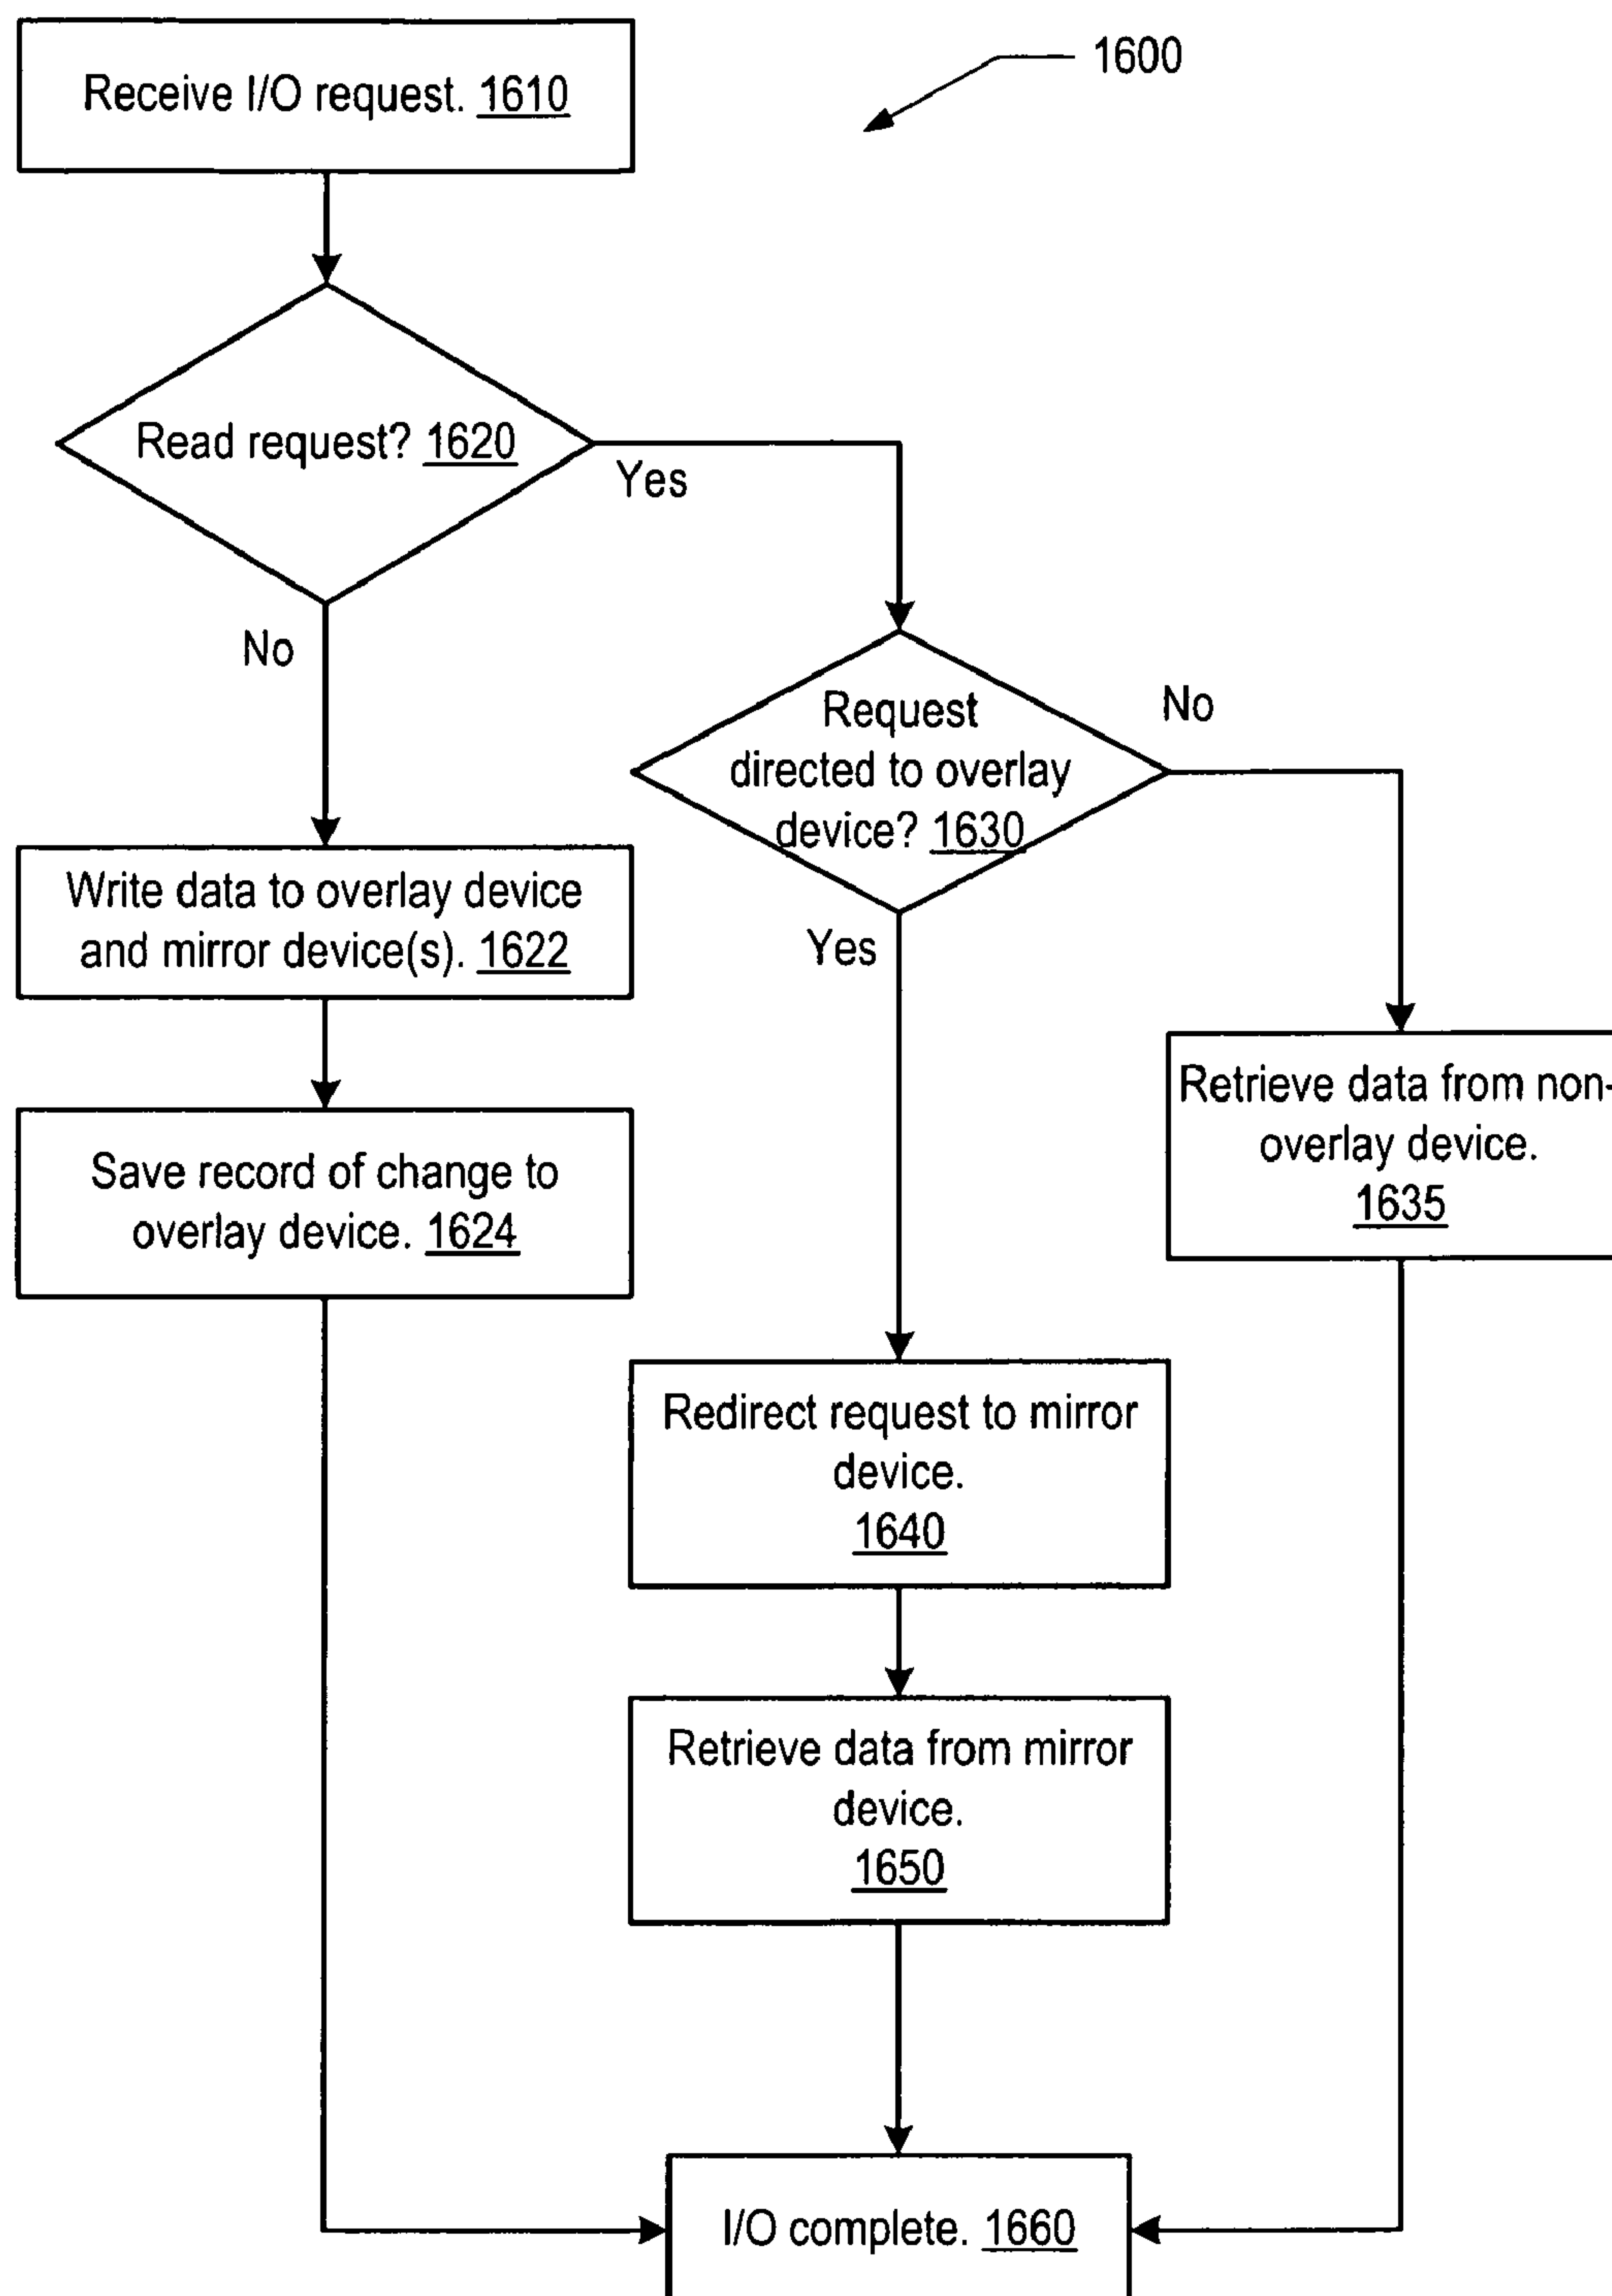 Receive I/O request. 1610
1600
Read request? 1620
Yes
No
Request
directed to overlay
device? 1630
No
Yes
Write data to overlay device
and mirror device(s). 1622
Retrieve data from non-
overlay device.
1635
Save record of change to
overlay device. 1624
Redirect request to mirror
device.
1640
Retrieve data from mirror
device.
1650
I/O complete. 1660